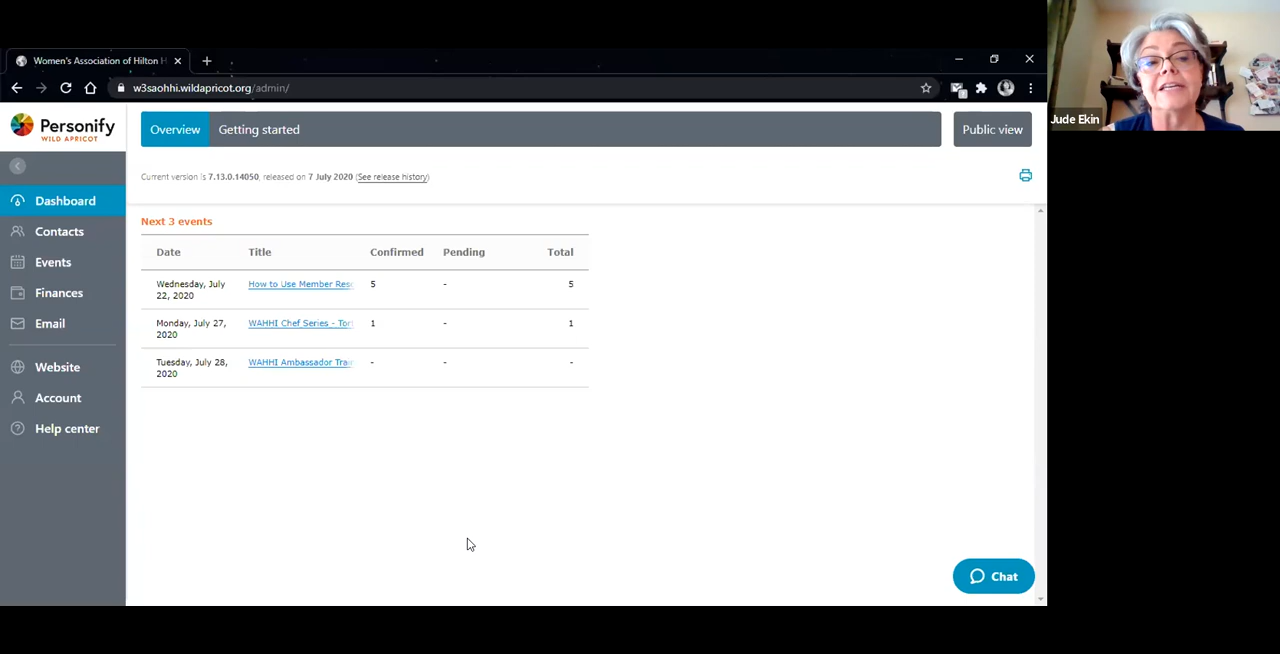 Women's Association of Hilton H
w3saohhi.wildapricot.org/admin/
Personify
WILD APRICOT
Overview
Getting started
Public view
Jude Ekin
Current version is 7.13.0.14050, released on 7 July 2020 (See release history).
Dashboard
Contacts
Events
Finances
Email
Website
Account
Help center
Next 3 events
Date Title Confirmed Pending Total
Wednesday, July
22, 2020
How to Use Member Reso
5 - 5
Monday, July 27,
2020
WAHHI Chef Series - Tor
1 - 1
Tuesday, July 28,
2020
WAHHI Ambassador Trai
- - -
Chat